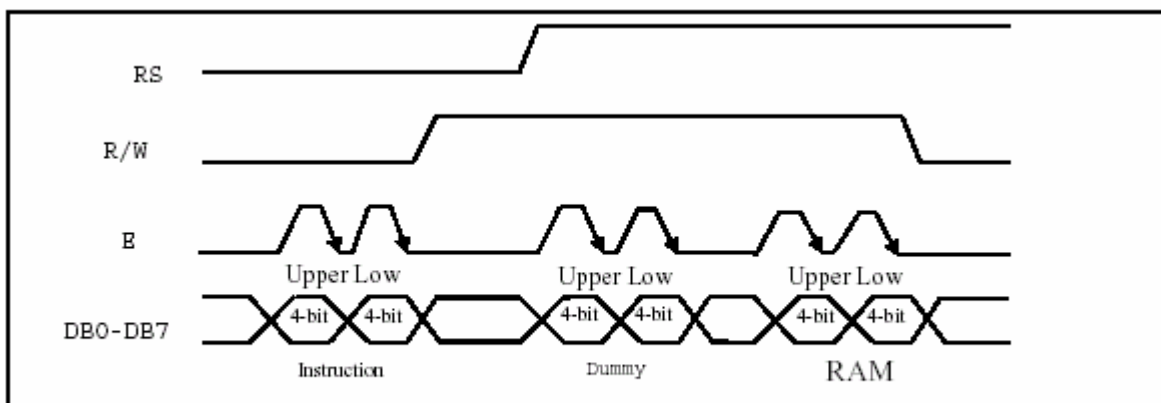 RS
R/W
E
Upper Low Upper Low Upper Low
DB0-DB7
4-bit 4-bit 4-bit 4-bit 4-bit 4-bit
Instruction Dummy RAM